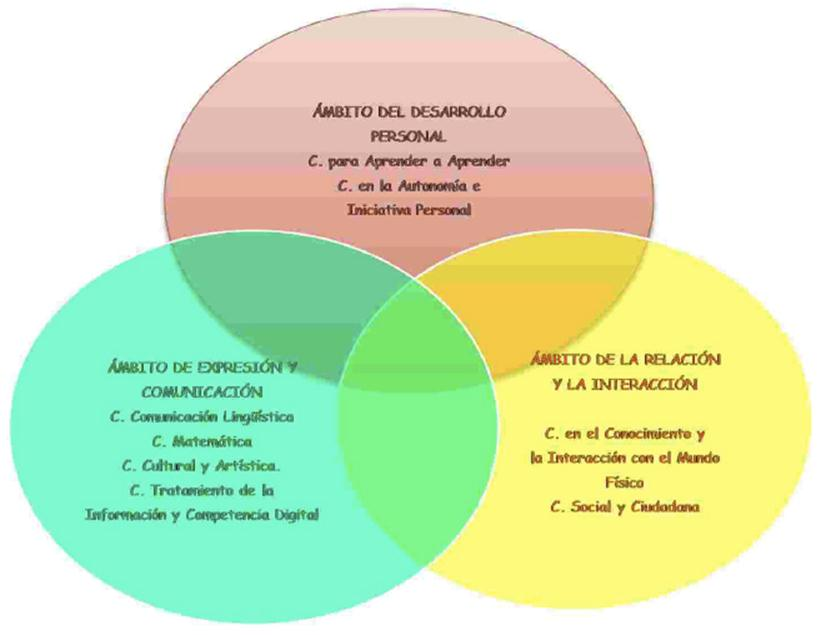 ÁMBITO DEL DESARROLLO
PERSONAL
C. para Aprender a Aprender
C. en la Autonomía e
Iniciativa Personal
ÁMBITO DE EXPRESIÓN Y
COMUNICACIÓN
C. Comunicación Lingüística
C. Matemática
C. Cultural y Artística.
C. Tratamiento de la
Información y Competencia Digital
ÁMBITO DE LA RELACIÓN
Y LA INTERACCIÓN
C. en el Conocimiento y
la Interacción con el Mundo
Físico
C. Social y Ciudadana